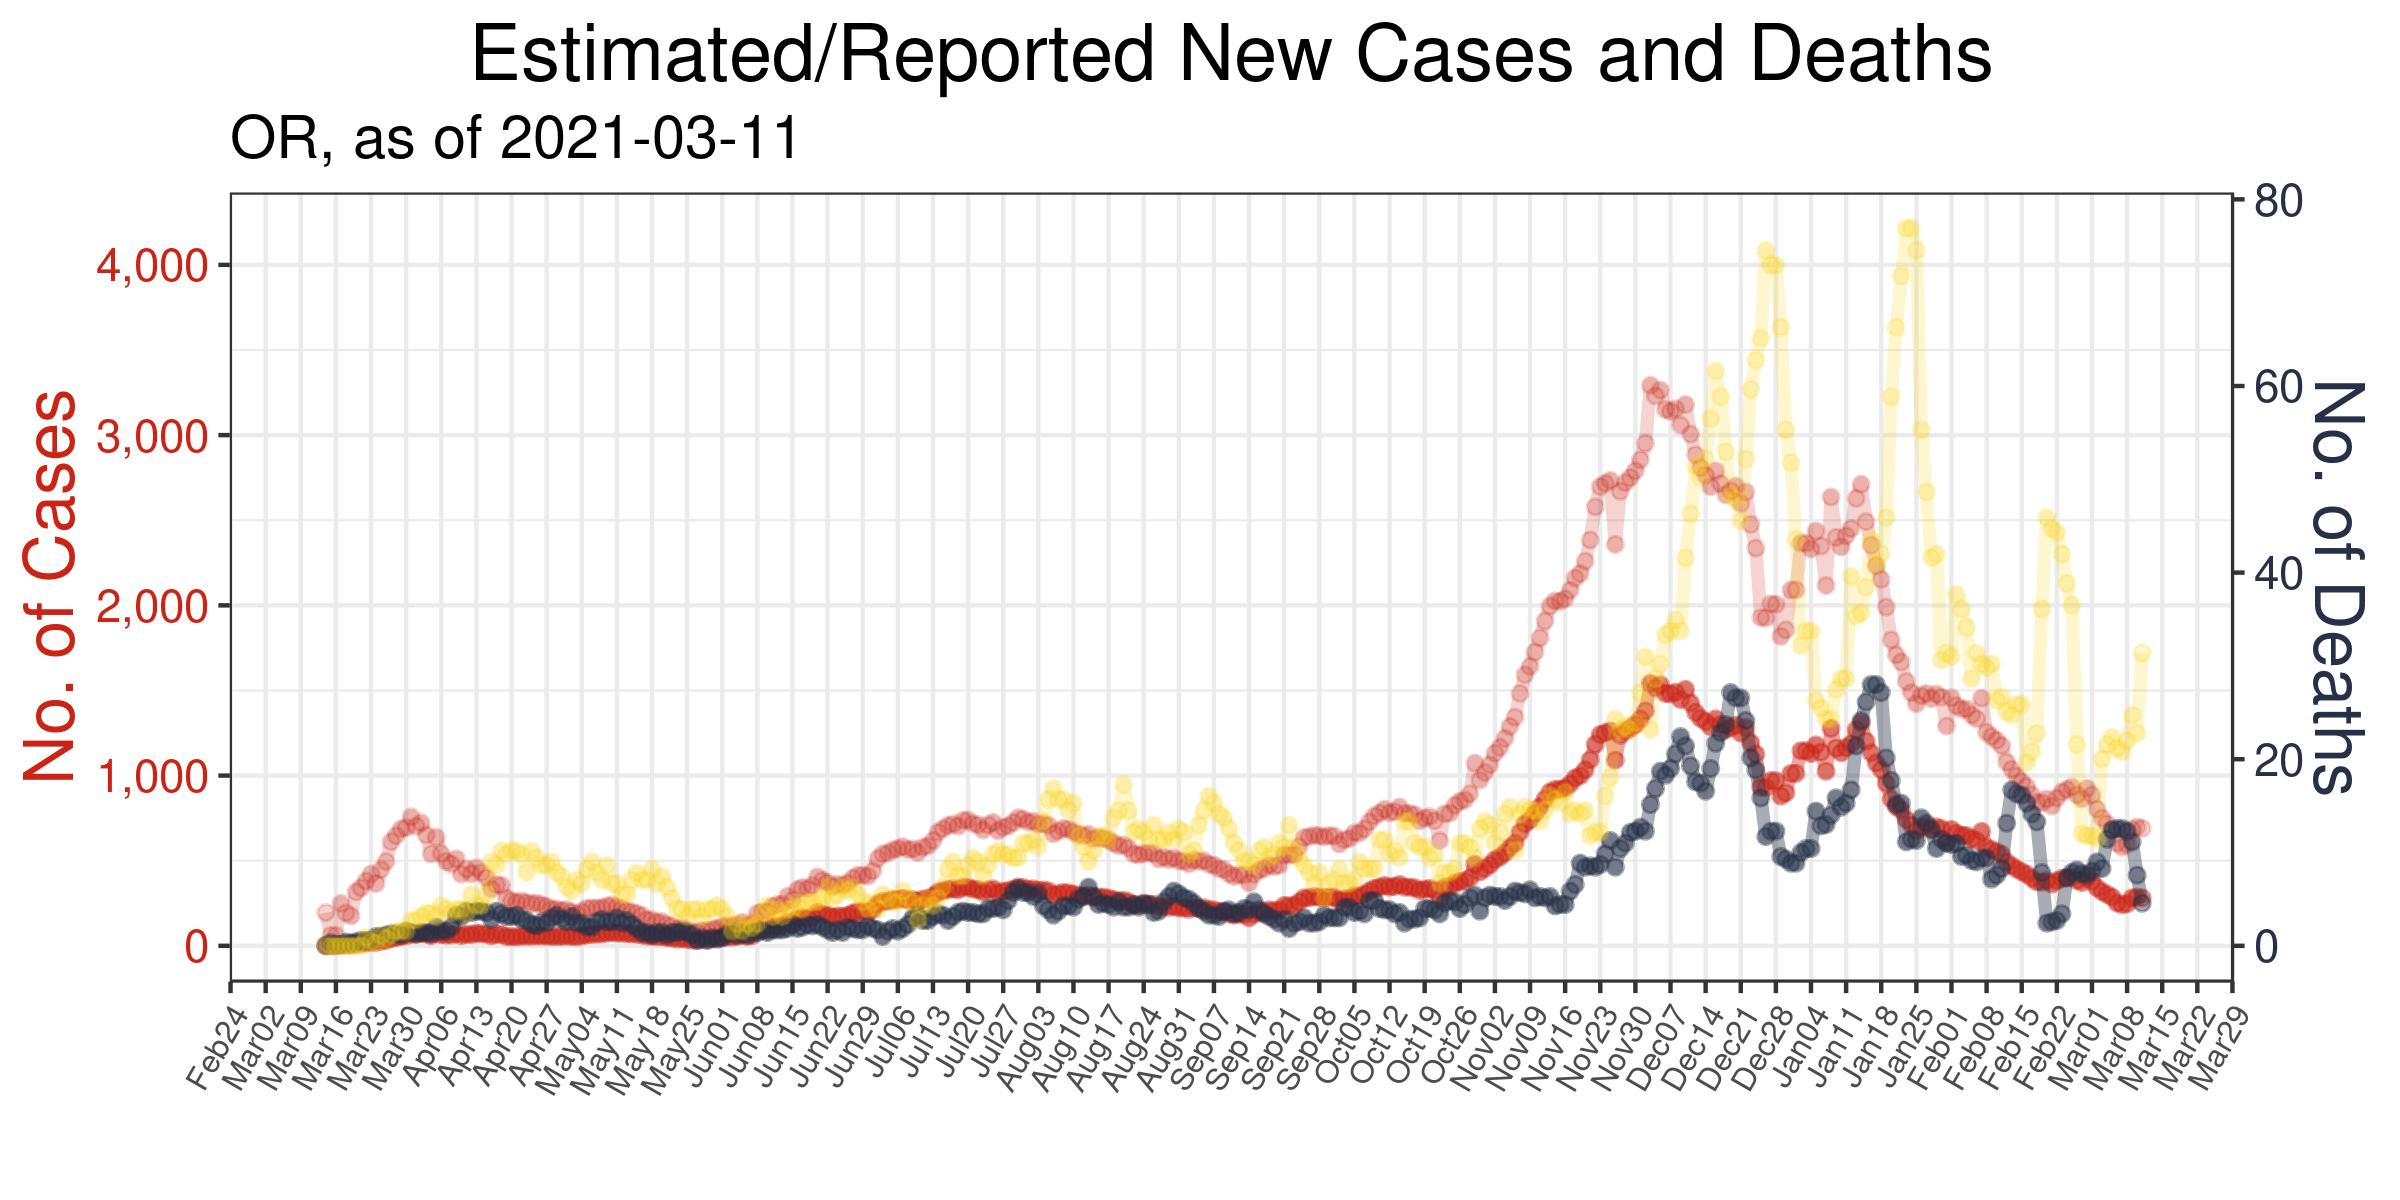 Estimated/Reported New Cases and Deaths
OR, as of 2021-03-11
No. of Cases
4,000
3,000
2,000
1,000
0
80
60
40
20
0
No. of Deaths
Feb24
Mar02
Mar09
Mar16
Mar23
Mar30
Apr06
Apr13
Apr20
Apr27
May04
May11
May18
May25
Jun01
Jun08
Jun15
Jun22
Jun29
Jul06
Jul13
Jul20
Jul27
Aug03
Aug10
Aug17
Aug24
Aug31
Sep07
Sep14
Sep21
Sep28
Oct05
Oct12
Oct19
Oct26
Nov02
Nov09
Nov16
Nov23
Nov30
Dec07
Dec14
Dec21
Dec28
Jan04
Jan11
Jan18
Jan25
Feb01
Feb08
Feb15
Feb22
Mar01
Mar08
Mar15
Mar22
Mar29